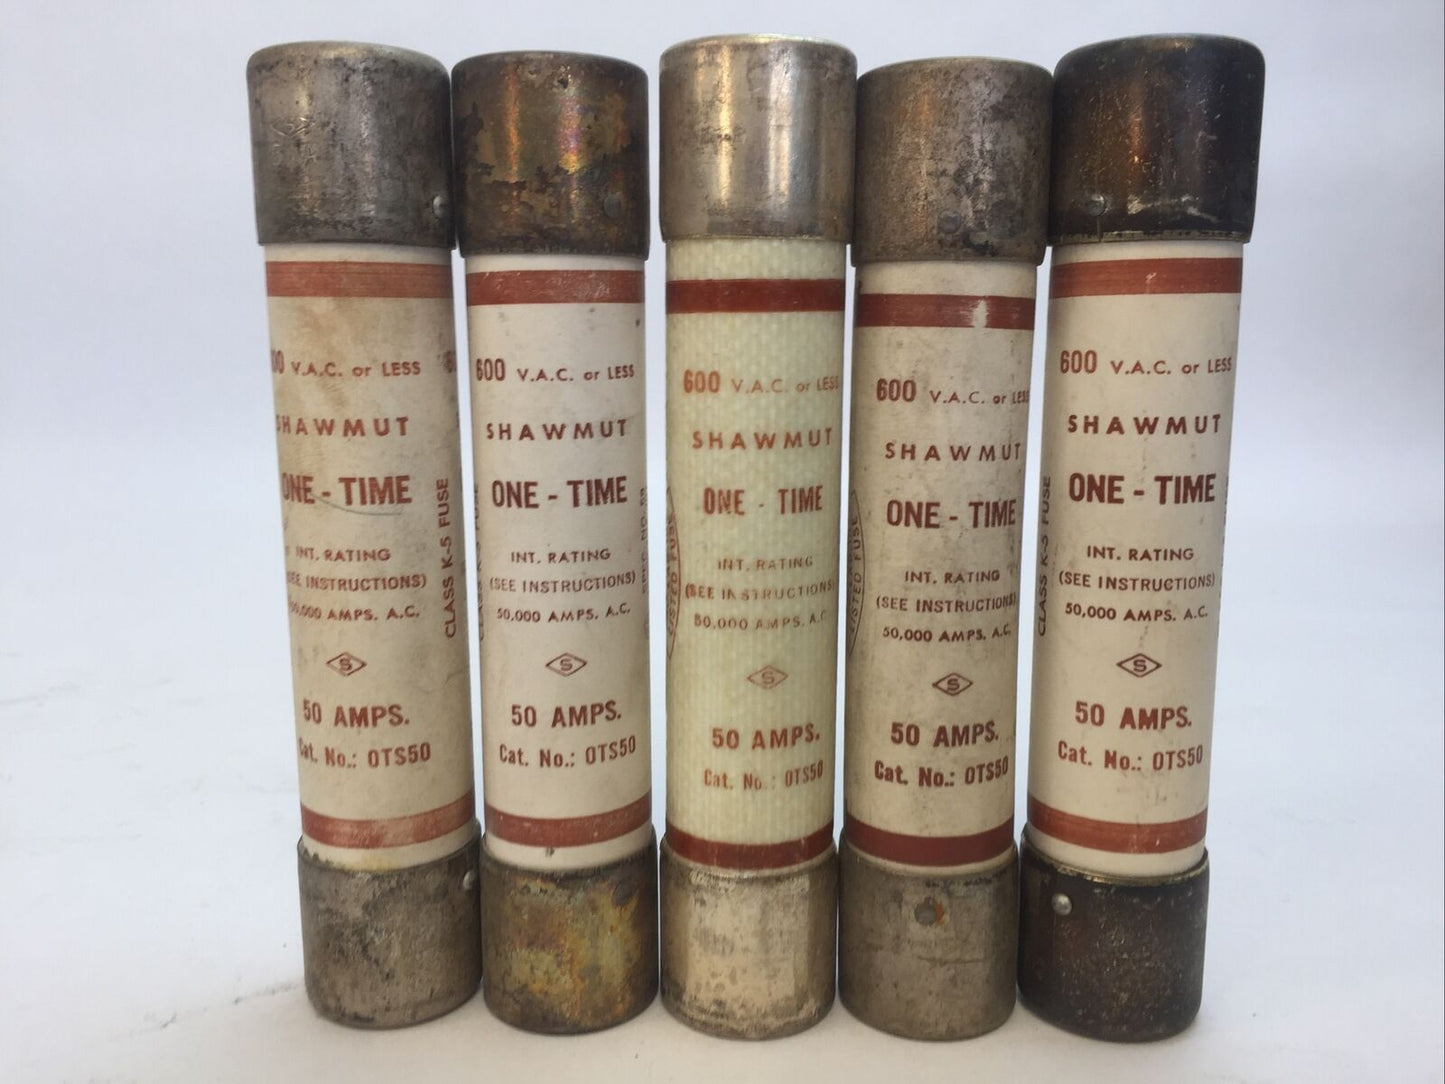 V.A.C. or LESS
SHAWMUT
ONE - TIME
INT. RATING
(SEE INSTRUCTIONS)
50,000 AMPS. A.C.
S
50 AMPS.
Cat. No.: OTS50
CLASS K-5 FUSE
600 V.A.C. or LESS
SHAWMUT
ONE - TIME
INT. RATING
(SEE INSTRUCTIONS)
50,000 AMPS. A.C.
S
50 AMPS.
Cat. No.: OTS50
600 V.A.C. or LESS
SHAWMUT
ONE - TIME
INT. RATING
(SEE INSTRUCTIONS)
50,000 AMPS. A.C.
S
50 AMPS.
Cat. No.: OTS50
LISTED FUSE
600 V.A.C. or LESS
SHAWMUT
ONE - TIME
INT. RATING
(SEE INSTRUCTIONS)
50,000 AMPS. A.C.
S
50 AMPS.
Cat. No.: OTS50
LISTED FUSE
600 V.A.C. or LESS
SHAWMUT
ONE - TIME
INT. RATING
(SEE INSTRUCTIONS)
50,000 AMPS. A.C.
S
50 AMPS.
Cat. No.: OTS50
CLASS K-5 FUSE